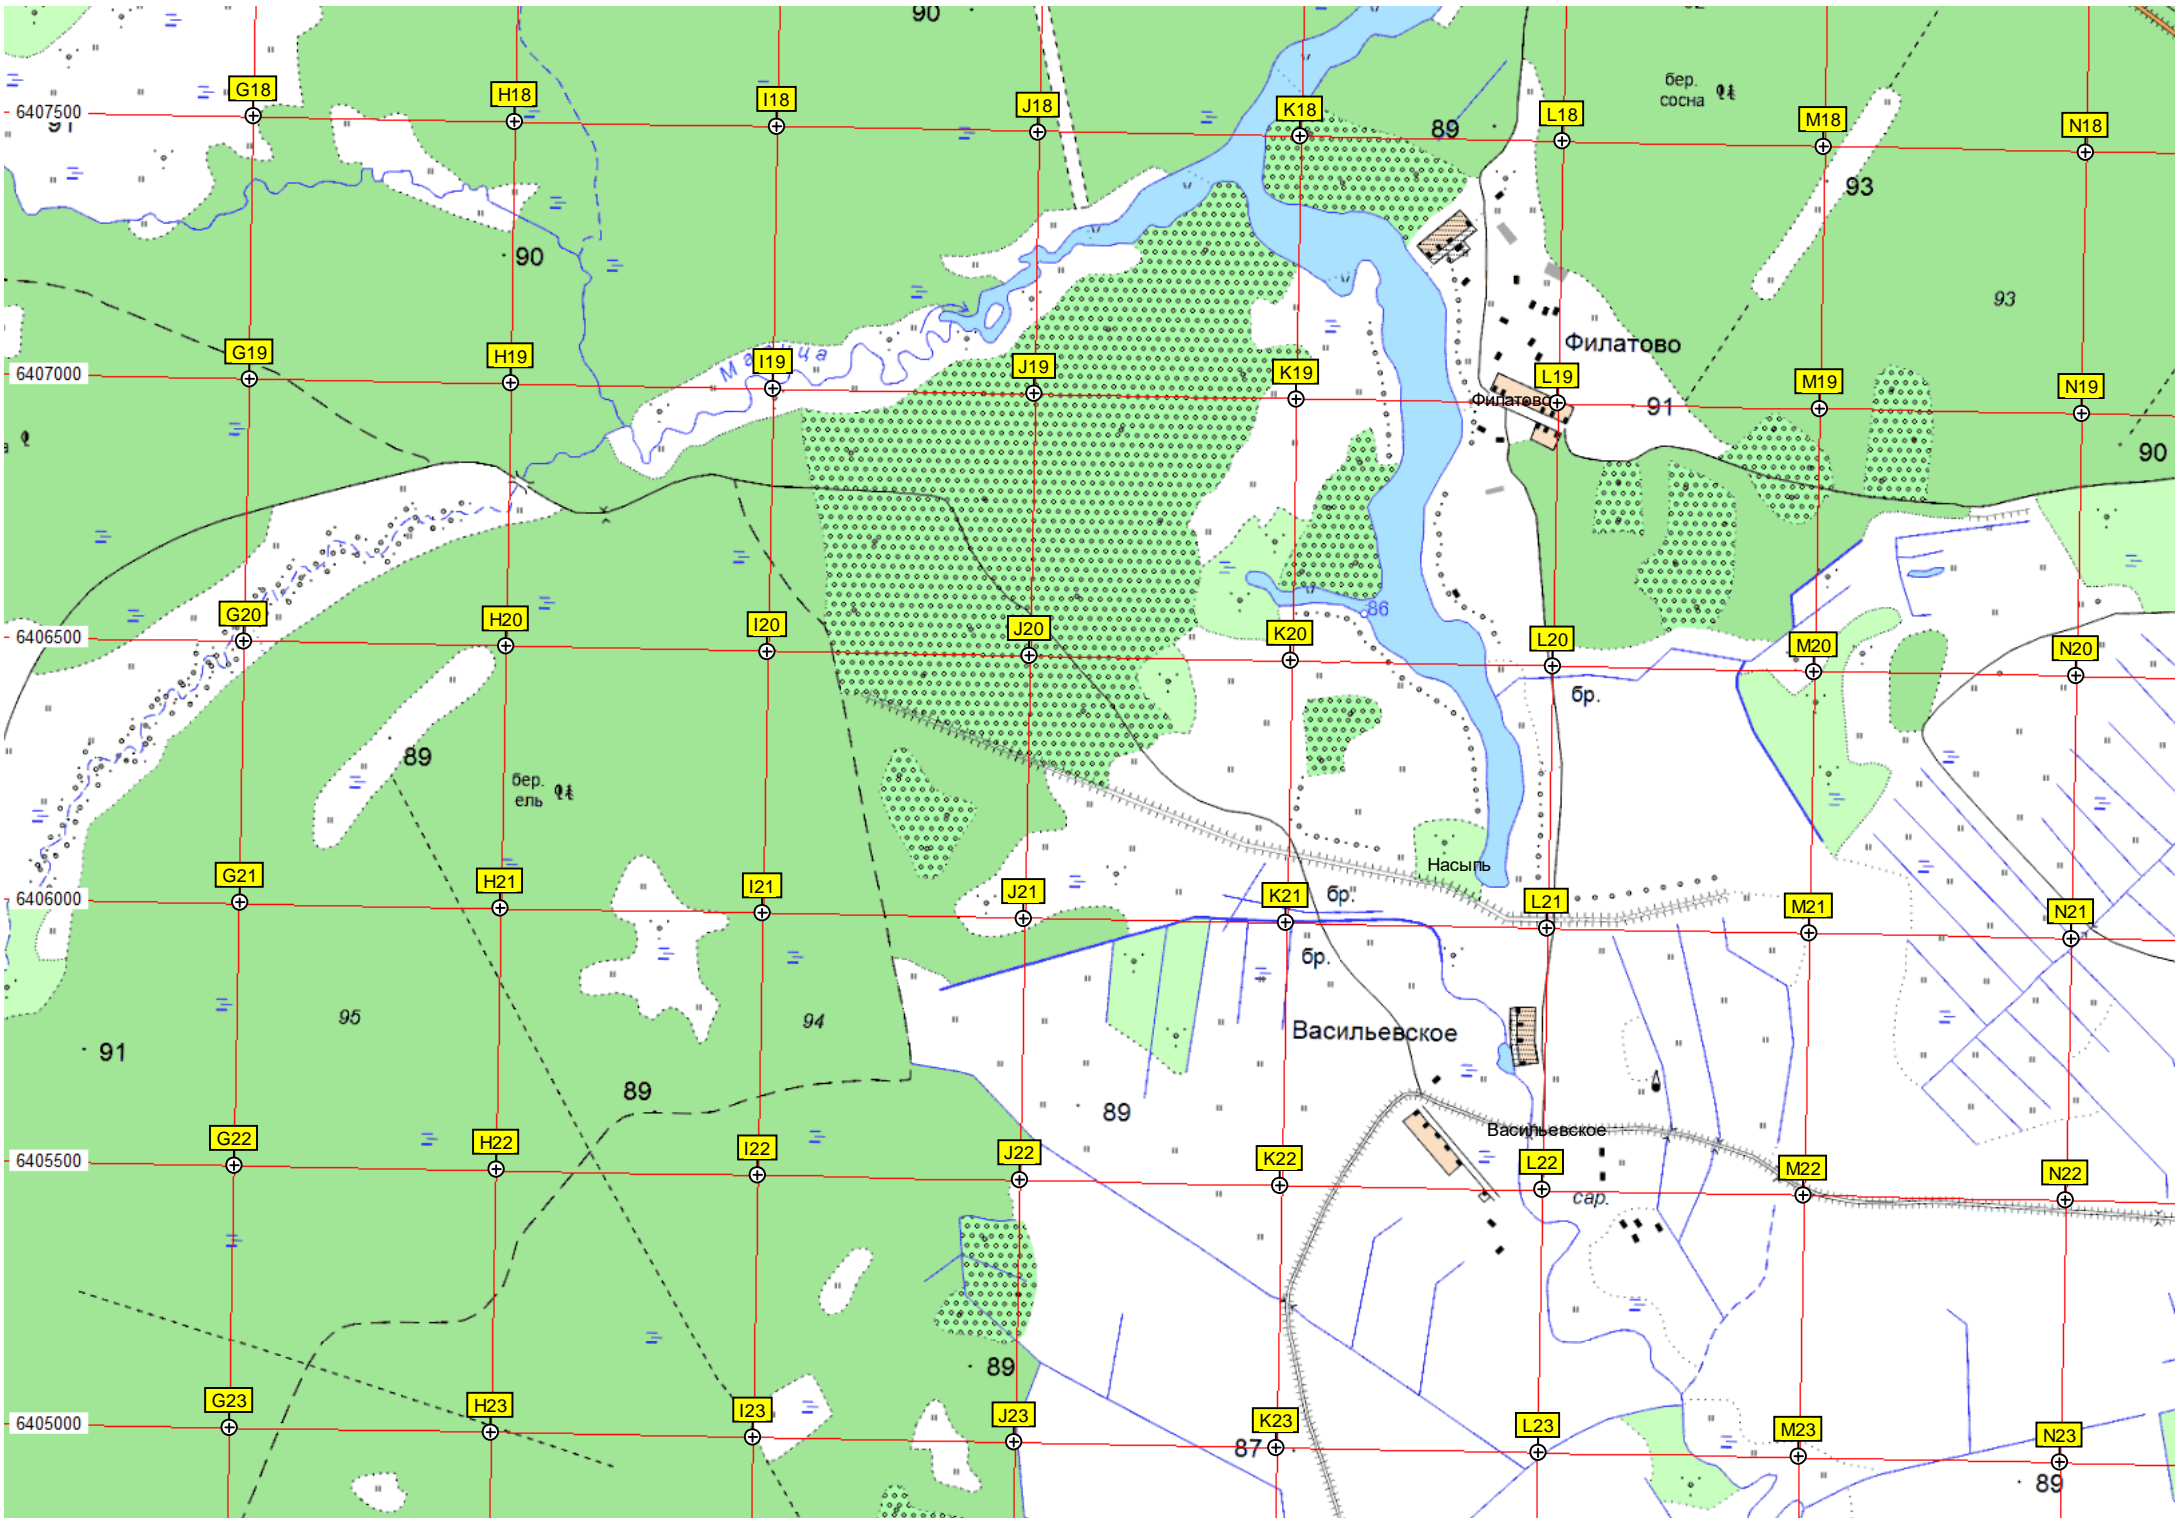 90
G18
H18
I18
J18
K18
L18
M18
N18
6407500
91
89
бер.
сосна
93
90
93
Филатово
G19
H19
I19
J19
K19
L19
M19
N19
6407000
Филатово
91
90
86
G20
H20
I20
J20
K20
L20
M20
N20
6406500
бр.
89
бер.
ель
Насыпь
G21
H21
I21
J21
K21
L21
M21
N21
6406000
бр.
бр.
95
94
Васильевское
91
89
89
Васильевское
G22
H22
I22
J22
K22
L22
M22
N22
6405500
сар.
89
G23
H23
I23
J23
K23
L23
M23
N23
6405000
87
89